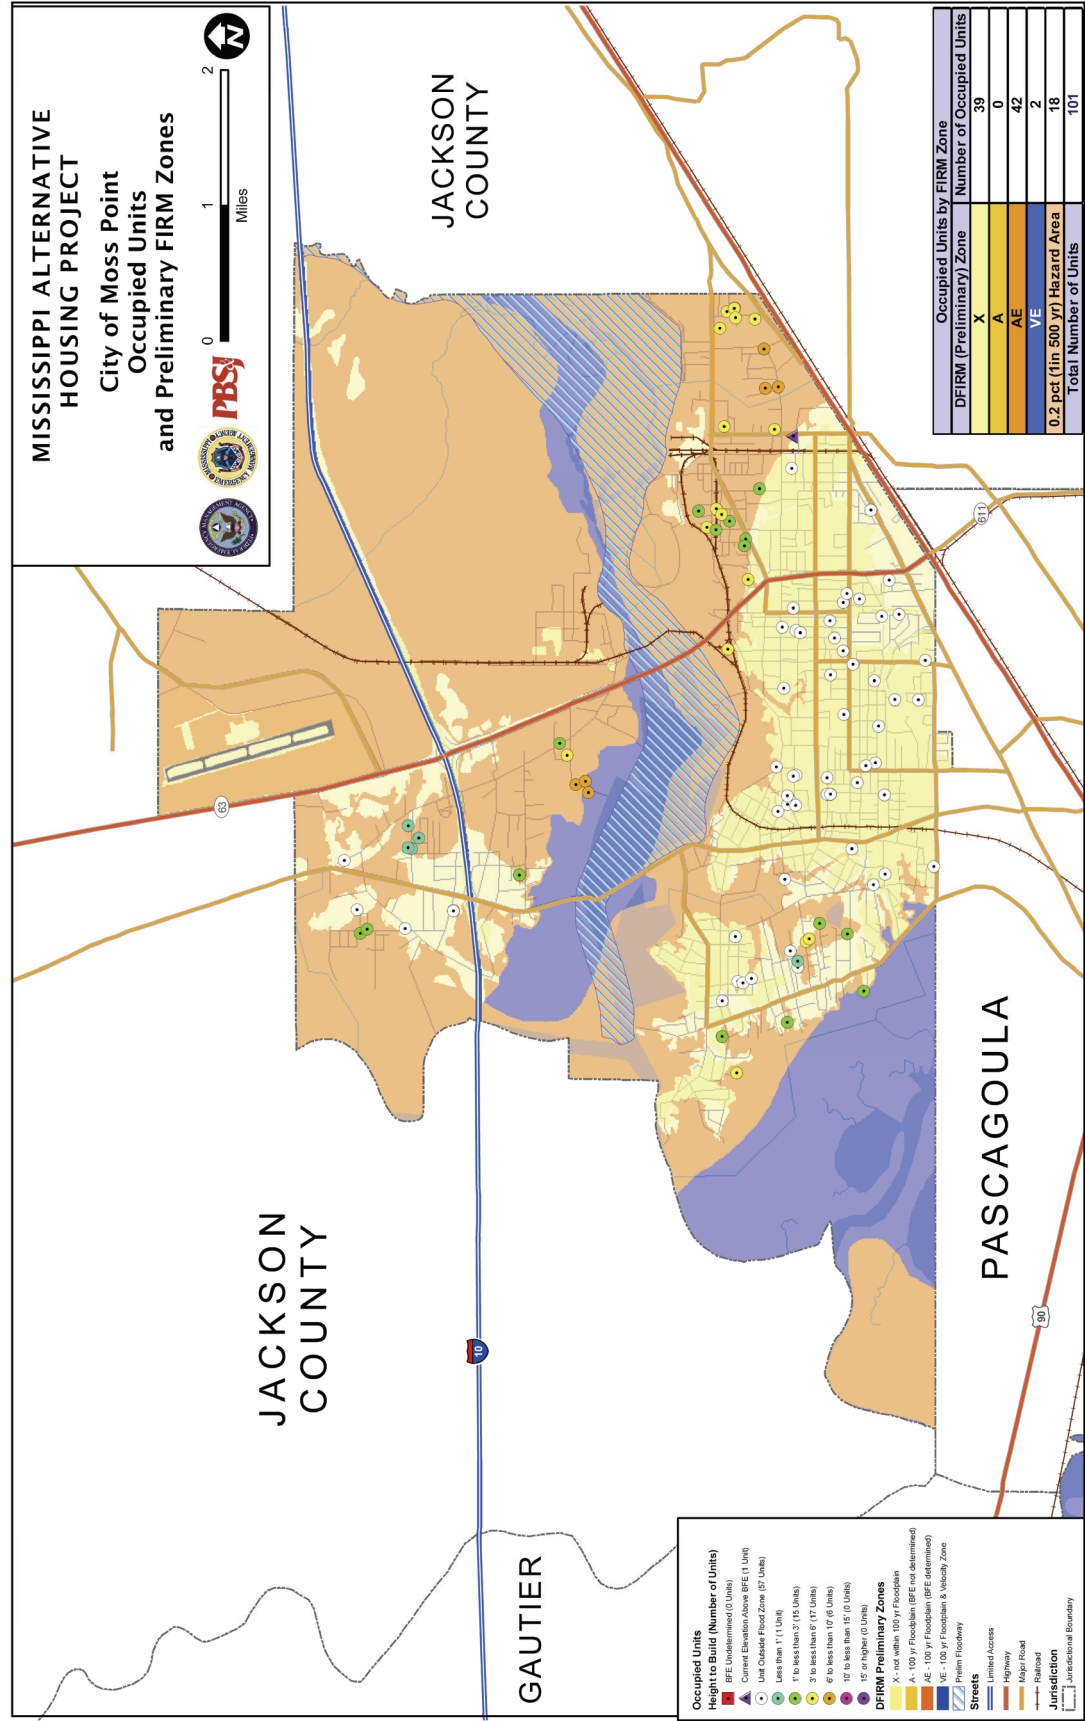 MISSISSIPPI ALTERNATIVE
HOUSING PROJECT
City of Moss Point
Occupied Units
and Preliminary FIRM Zones
PBSJ
0 1 2
Miles
N
JACKSON
COUNTY
JACKSON
COUNTY
GAUTIER
PASCAGOULA
63
10
611
90
Occupied Units
Height to Build (Number of Units)
BFE Undetermined (0 Units)
Current Elevation Above BFE (1 Unit)
Unit Outside Flood Zone (57 Units)
Less than 1' (1 Unit)
1' to less than 3' (15 Units)
3' to less than 6' (17 Units)
6' to less than 10' (6 Units)
10' to less than 15' (0 Units)
15' or higher (0 Units)
DFIRM Preliminary Zones
X - not within 100 yr Floodplain
A - 100 yr Floodplain (BFE not determined)
AE - 100 yr Floodplain (BFE determined)
VE - 100 yr Floodplain & Velocity Zone
Prelim Floodway
Streets
Limited Access
Highway
Major Road
Railroad
Jurisdiction
Jurisdictional Boundary
Occupied Units by FIRM Zone
DFIRM (Preliminary) Zone Number of Occupied Units
X 39
A 0
AE 42
VE 2
0.2 pct (1in 500 yr) Hazard Area 18
Total Number of Units 101